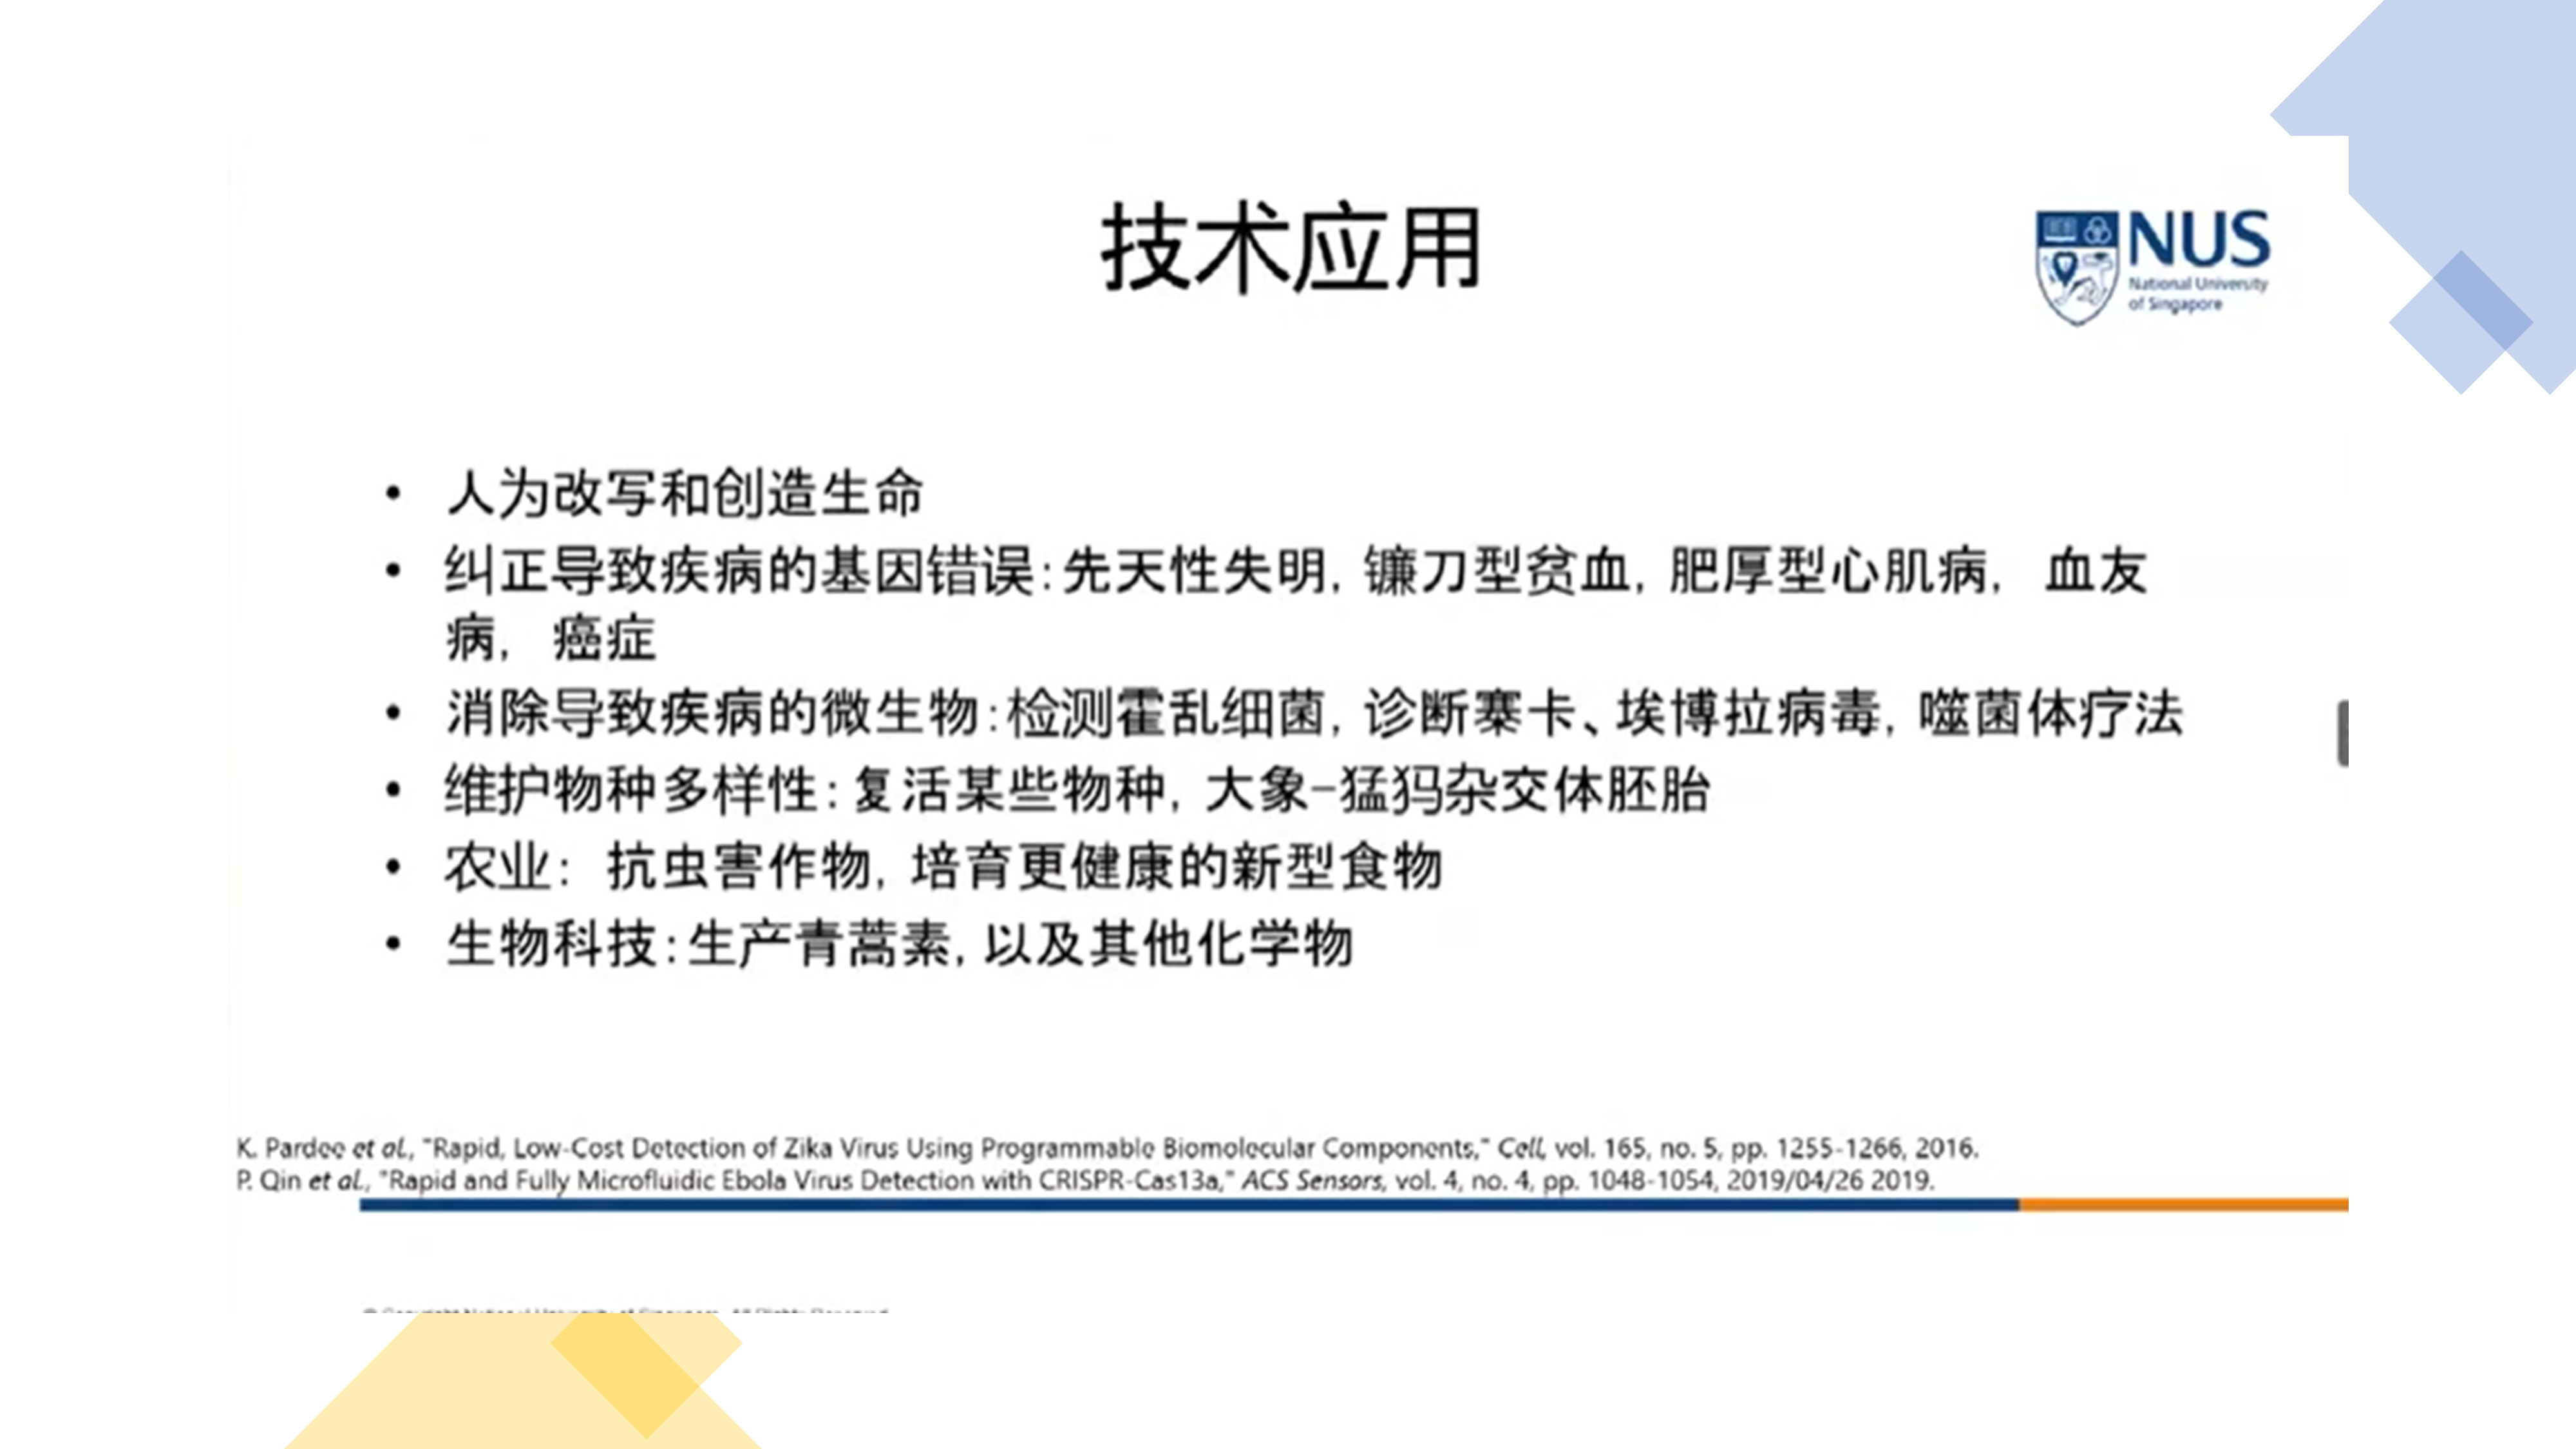 技术应用
NUS
National University
of Singapore
• 人为改写和创造生命
• 纠正导致疾病的基因错误:先天性失明, 镰刀型贫血, 肥厚型心肌病, 血友
病, 癌症
• 消除导致疾病的微生物:检测霍乱细菌, 诊断寨卡、埃博拉病毒, 噬菌体疗法
• 维护物种多样性: 复活某些物种, 大象-猛犸杂交体胚胎
• 农业: 抗虫害作物, 培育更健康的新型食物
• 生物科技:生产青蒿素, 以及其他化学物
K. Pardee et al., "Rapid, Low-Cost Detection of Zika Virus Using Programmable Biomolecular Components," Cell, vol. 165, no. 5, pp. 1255-1266, 2016.
P. Qin et al., "Rapid and Fully Microfluidic Ebola Virus Detection with CRISPR-Cas13a," ACS Sensors, vol. 4, no. 4, pp. 1048-1054, 2019/04/26 2019.